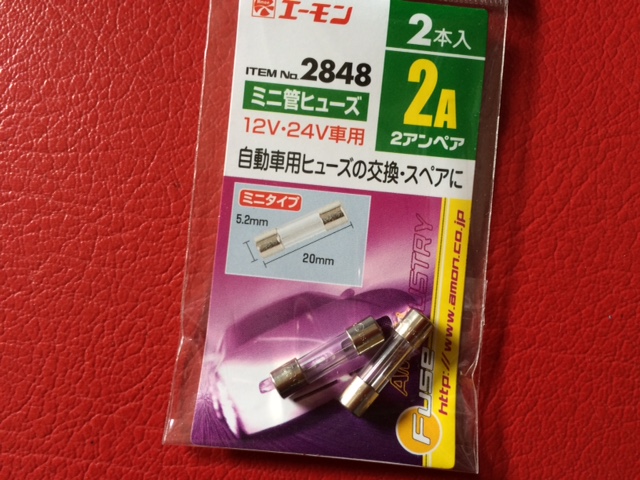 エーモン
2本入
ITEM No. 2848
ミニ管ヒューズ
2A
2アンペア
12V・24V車用
自動車用ヒューズの交換・スペアに
ミニタイプ
5.2mm
20mm
Fuse
http://www.amon.co.jp